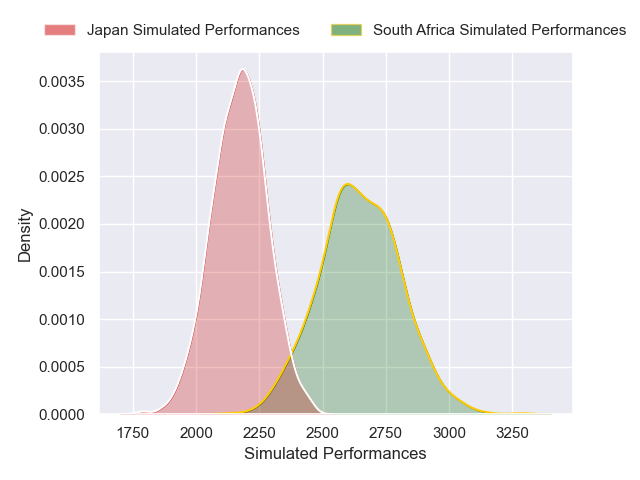 Japan Simulated Performances South Africa Simulated Performances
0.0035
0.0030
0.0025
0.0020
0.0015
0.0010
0.0005
0.0000
Density
1750 2000 2250 2500 2750 3000 3250
Simulated Performances